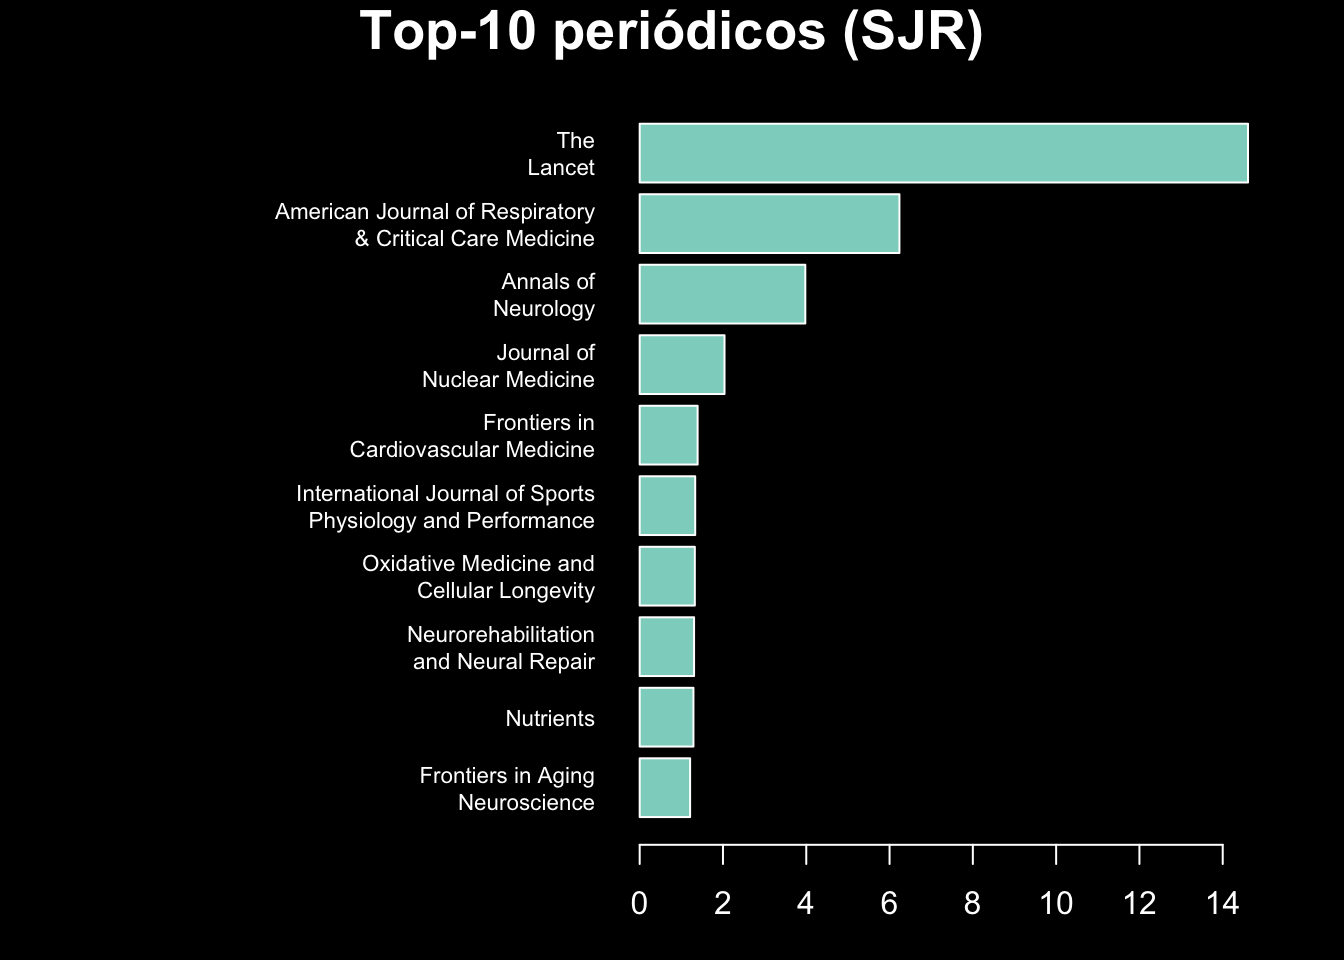 Top-10 periódicos (SJR)
The
Lancet
American Journal of Respiratory
& Critical Care Medicine
Annals of
Neurology
Journal of
Nuclear Medicine
Frontiers in
Cardiovascular Medicine
International Journal of Sports
Physiology and Performance
Oxidative Medicine and
Cellular Longevity
Neurorehabilitation
and Neural Repair
Nutrients
Frontiers in Aging
Neuroscience
0 2 4 6 8 10 12 14